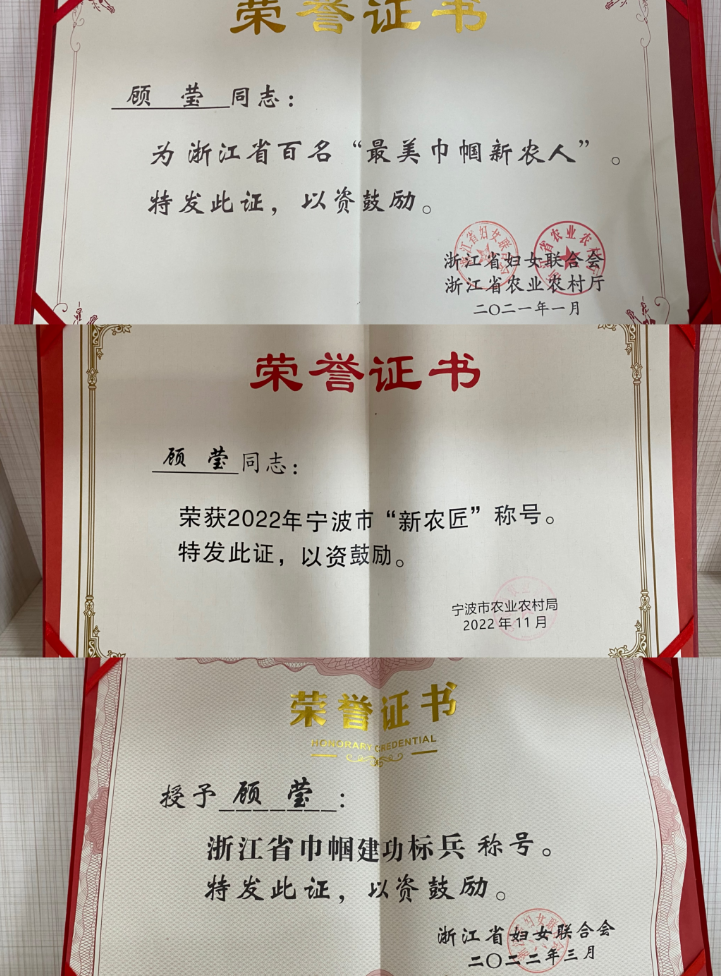 荣誉证书
顾 莹 同志：
为浙江省百名“最美巾帼新农人”。
特发此证，以资鼓励。
浙江省妇女联合会
浙江省农业农村厅
二〇二一年一月
荣誉证书
顾 莹 同志：
荣获2022年宁波市“新农匠”称号。
特发此证，以资鼓励。
宁波市农业农村局
2022年11月
荣誉证书
HONORARY CREDENTIAL
授予 顾 莹 ：
浙江省巾帼建功标兵称号。
特发此证，以资鼓励。
浙江省妇女联合会
二〇二二年三月